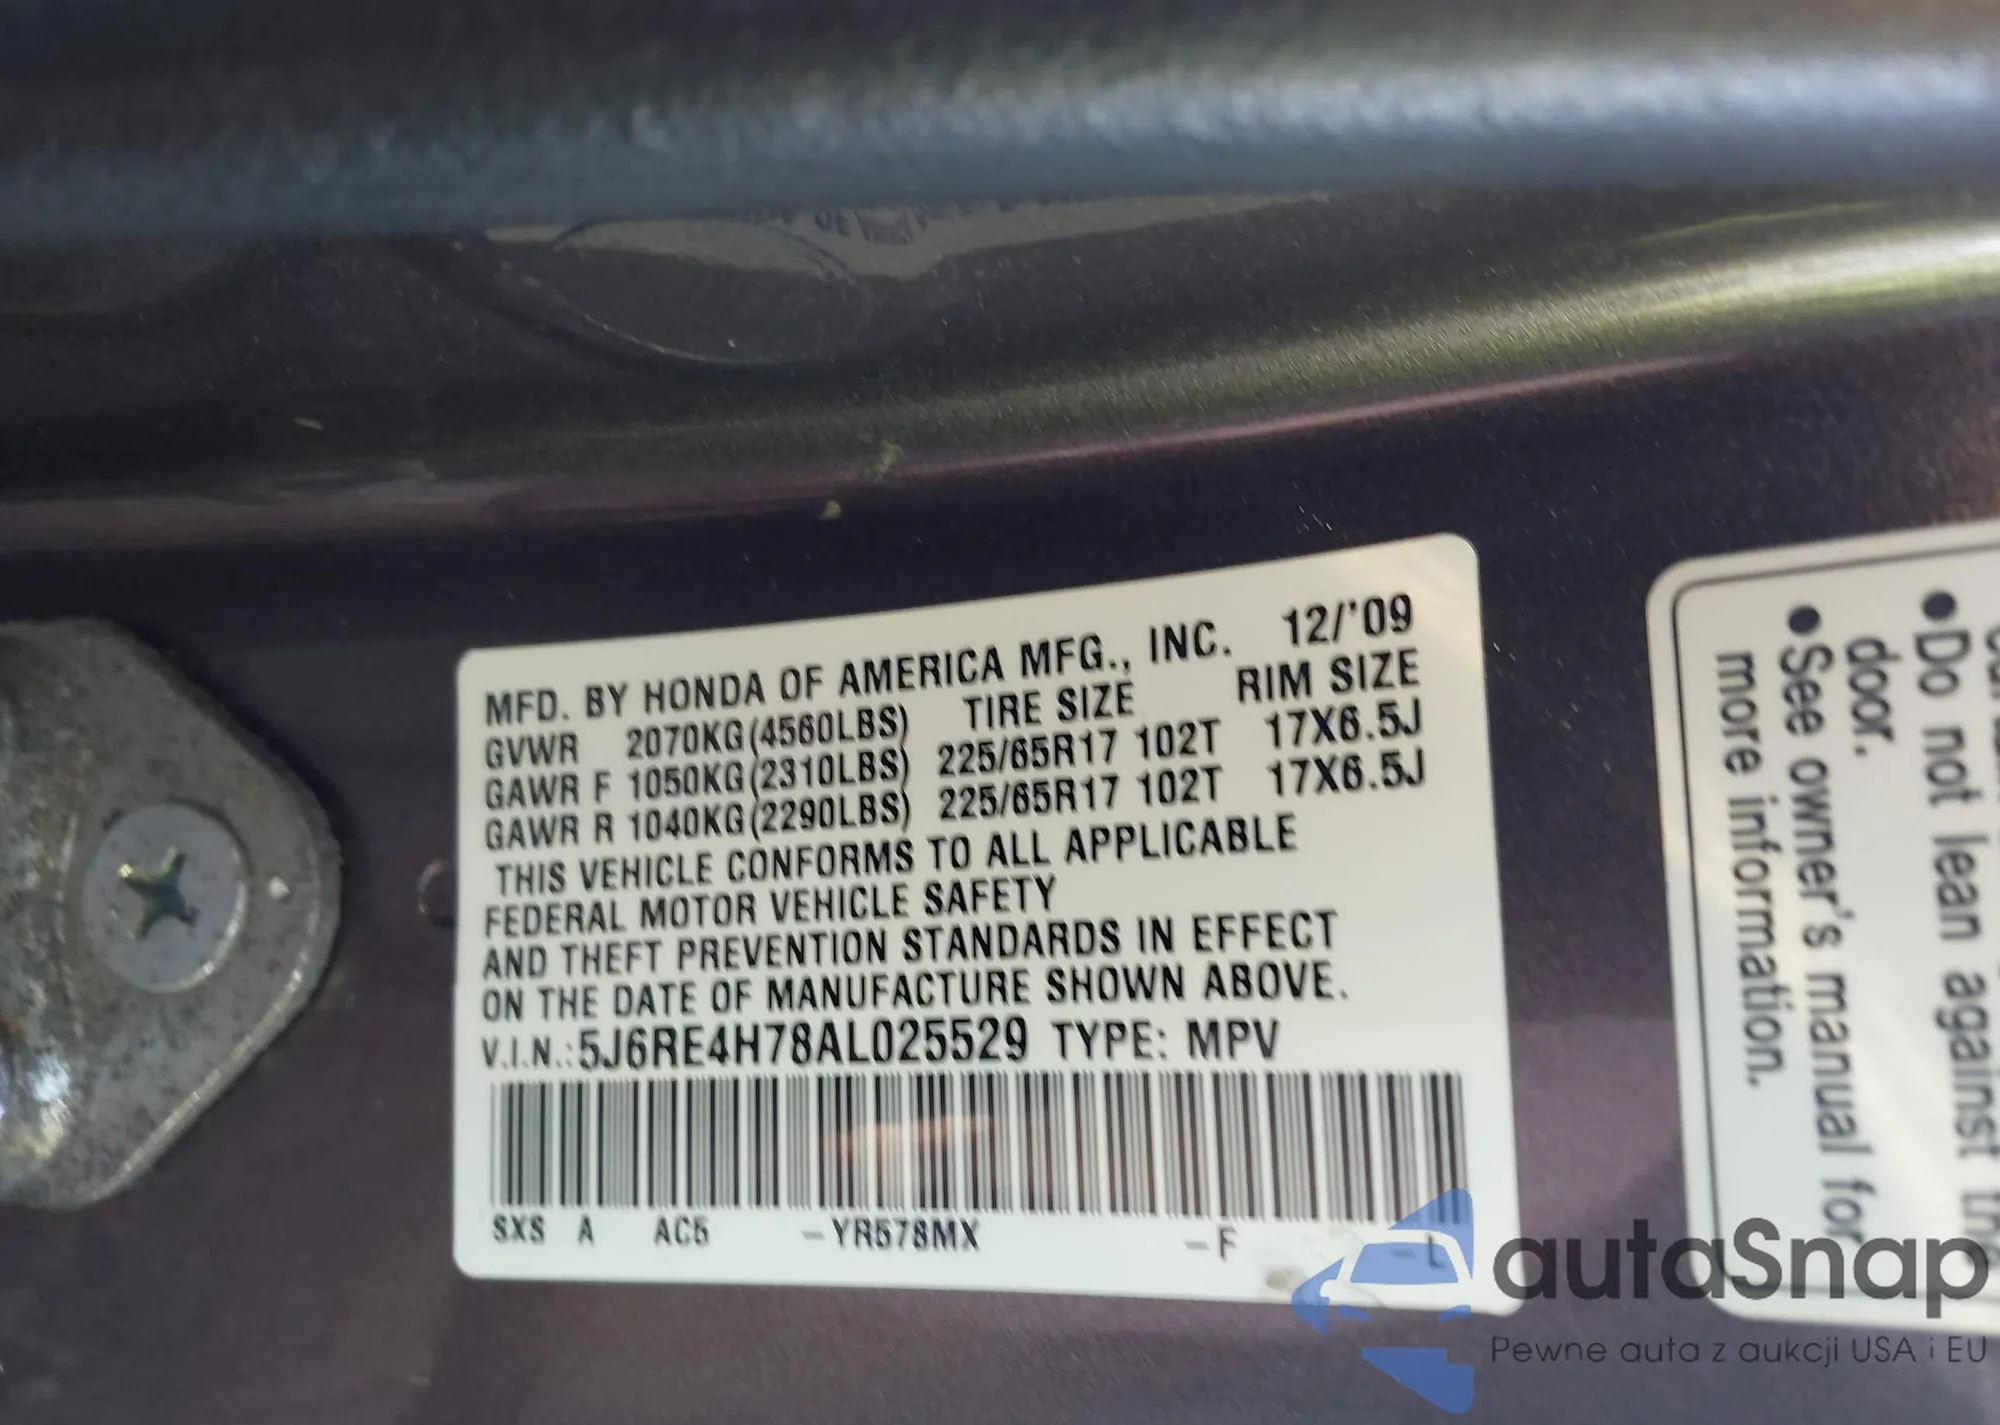 MFD. BY HONDA OF AMERICA MFG., INC. 12/'09
GVWR 2070KG(4560LBS) TIRE SIZE RIM SIZE
GAWR F 1050KG(2310LBS) 225/65R17 102T 17X6.5J
GAWR R 1040KG(2290LBS) 225/65R17 102T 17X6.5J
THIS VEHICLE CONFORMS TO ALL APPLICABLE
FEDERAL MOTOR VEHICLE SAFETY
AND THEFT PREVENTION STANDARDS IN EFFECT
ON THE DATE OF MANUFACTURE SHOWN ABOVE.
V.I.N.:5J6RE4H78AL025529 TYPE: MPV
SXS A AC5 -YR578MX -F -L
●Do not lean against the
door.
●See owner's manual for
more information.
autaSnap
Pewne auta z aukcji USA i EU